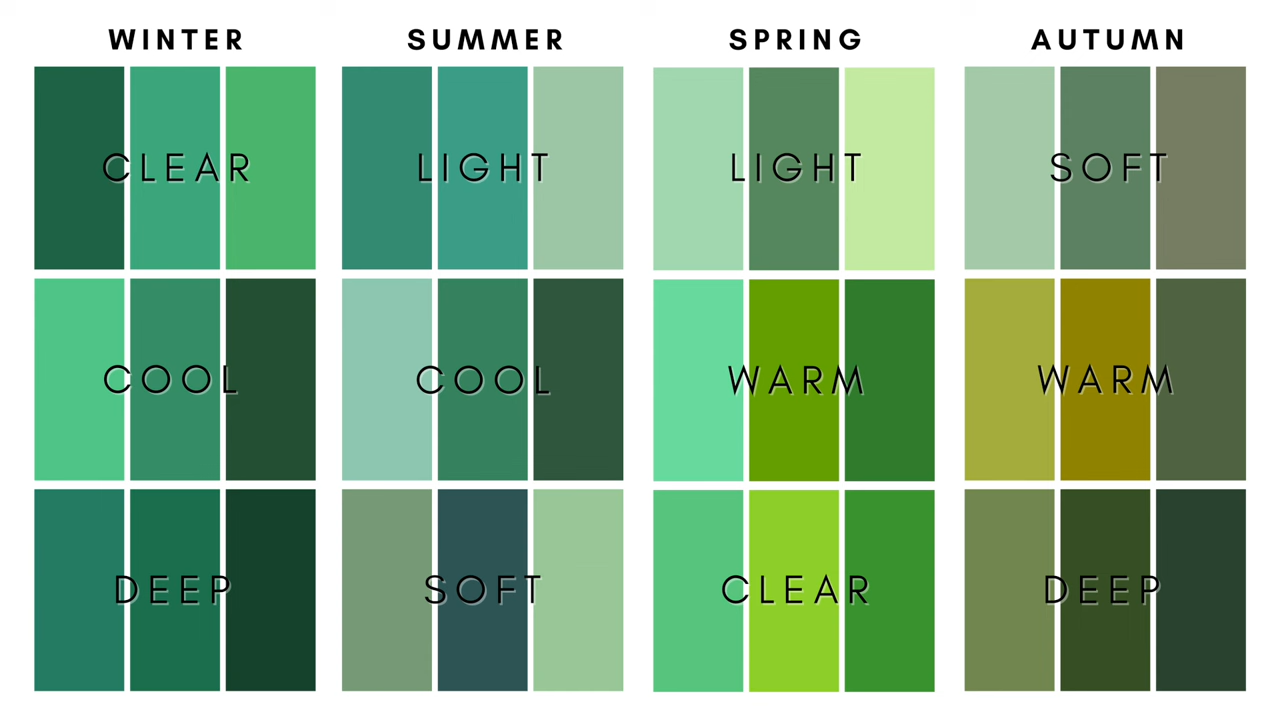 WINTER
SUMMER
SPRING
AUTUMN
CLEAR
LIGHT
LIGHT
SOFT
COOL
COOL
WARM
WARM
DEEP
SOFT
CLEAR
DEEP